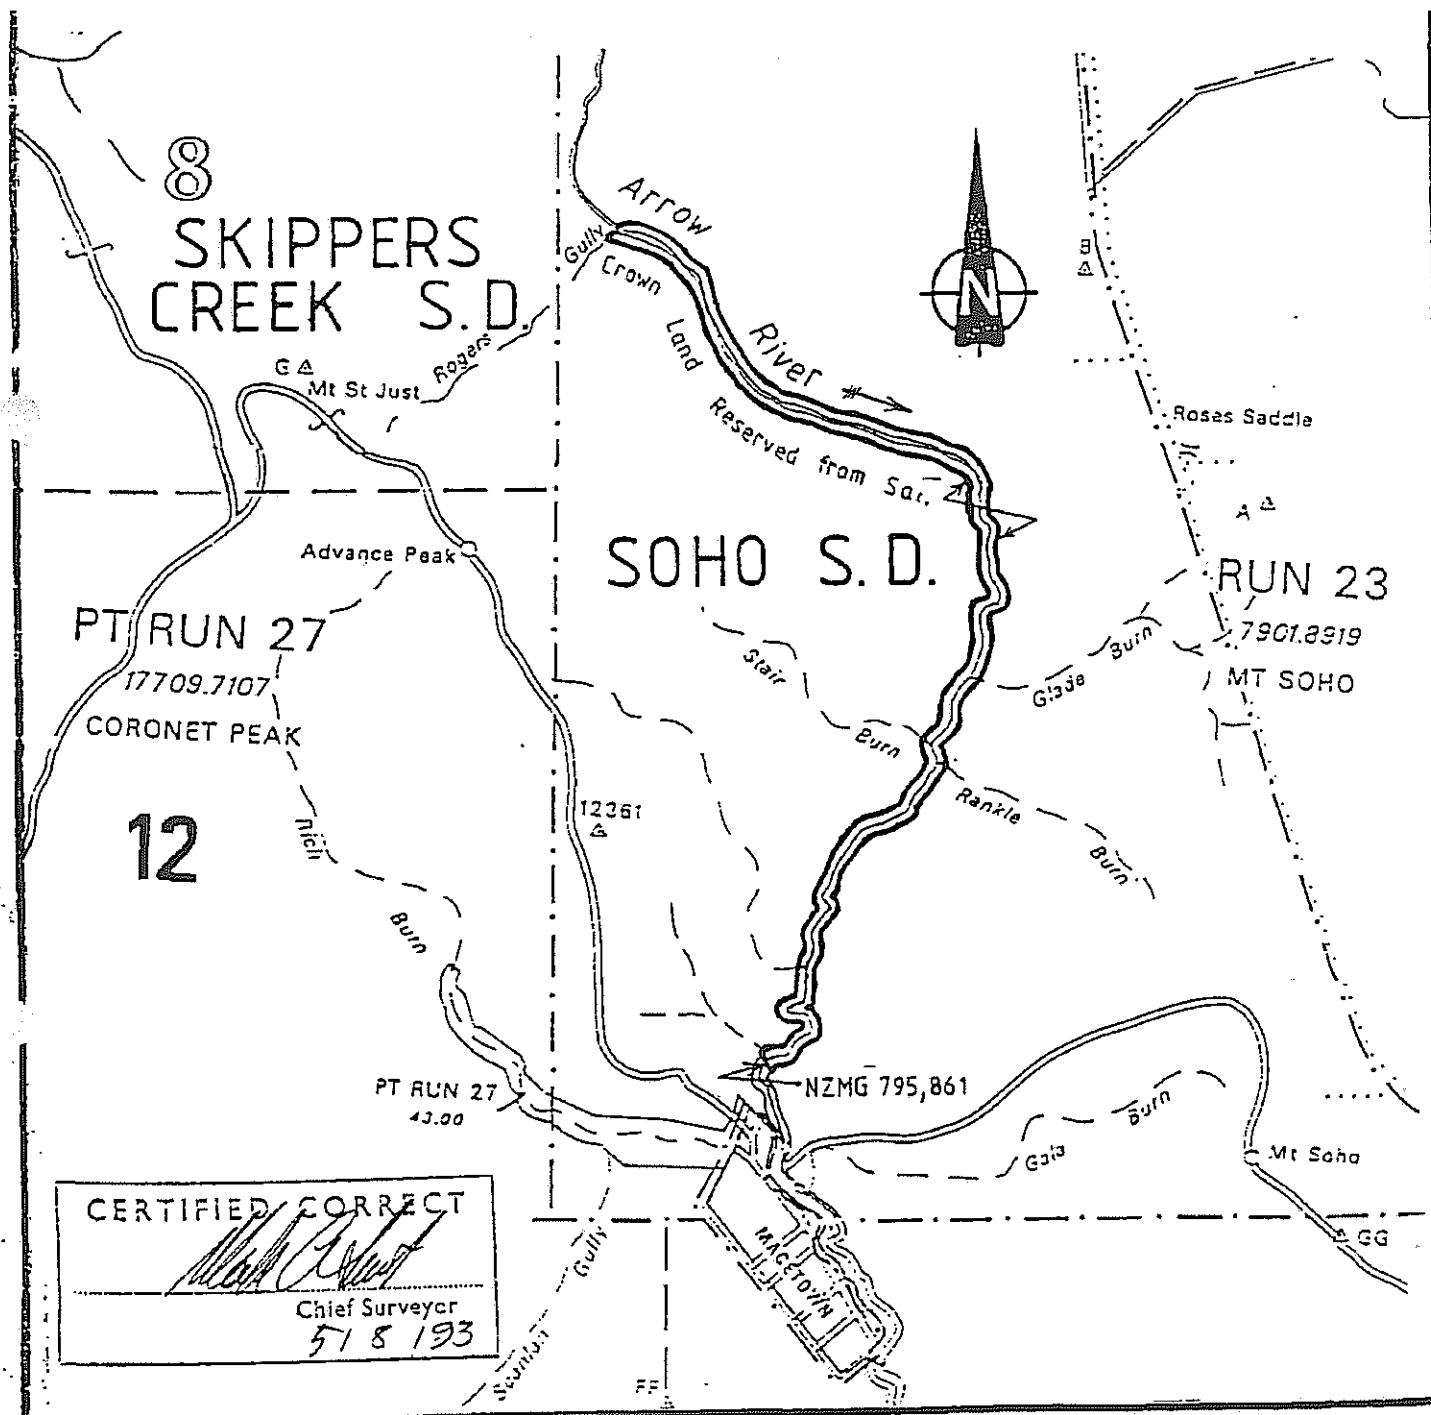 8
SKIPPERS
CREEK S.D.
Arrow
River
Gully
Crown
Land
Reserved from Sale
N
B
G
Mt St Just
Rogers
Roses Saddle
A
Advance Peak
SOHO S.D.
RUN 23
7901.8919
MT SOHO
PT RUN 27
17709.7107
CORONET PEAK
Stair
Burn
Glade Burn
Rankle
Burn
12361
12
Rich
Burn
PT RUN 27
43.00
NZMG 795,861
Gala Burn
Mt Soho
GG
CERTIFIED CORRECT
Chief Surveyor
5/8/93
Scanlan
Gully
MACETOWN
FF